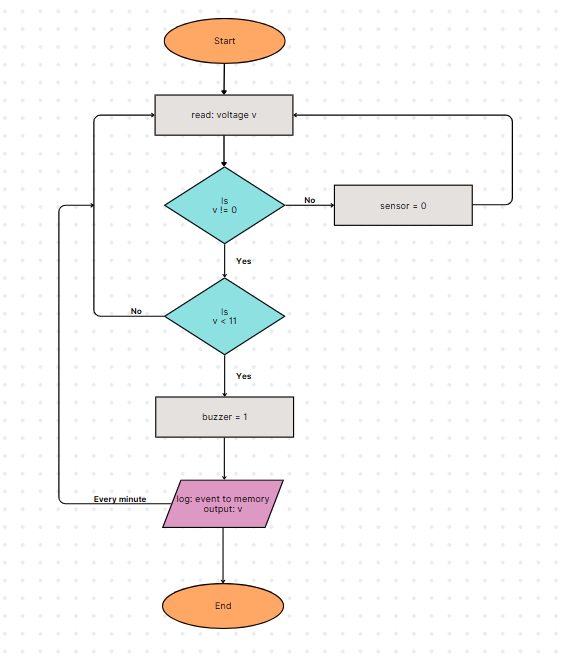 Start
read: voltage v
Is
v != 0
No
sensor = 0
Yes
Is
v < 11
No
Yes
buzzer = 1
Every minute
log: event to memory
output: v
End